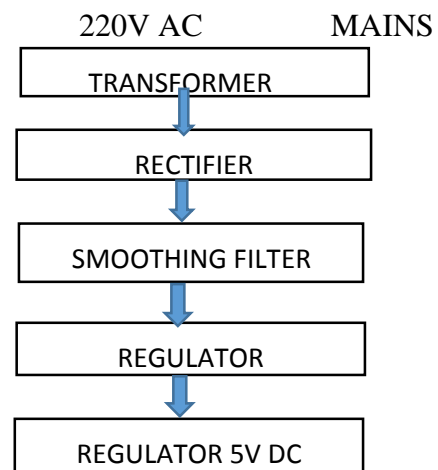 220V AC MAINS
TRANSFORMER
RECTIFIER
SMOOTHING FILTER
REGULATOR
REGULATOR 5V DC